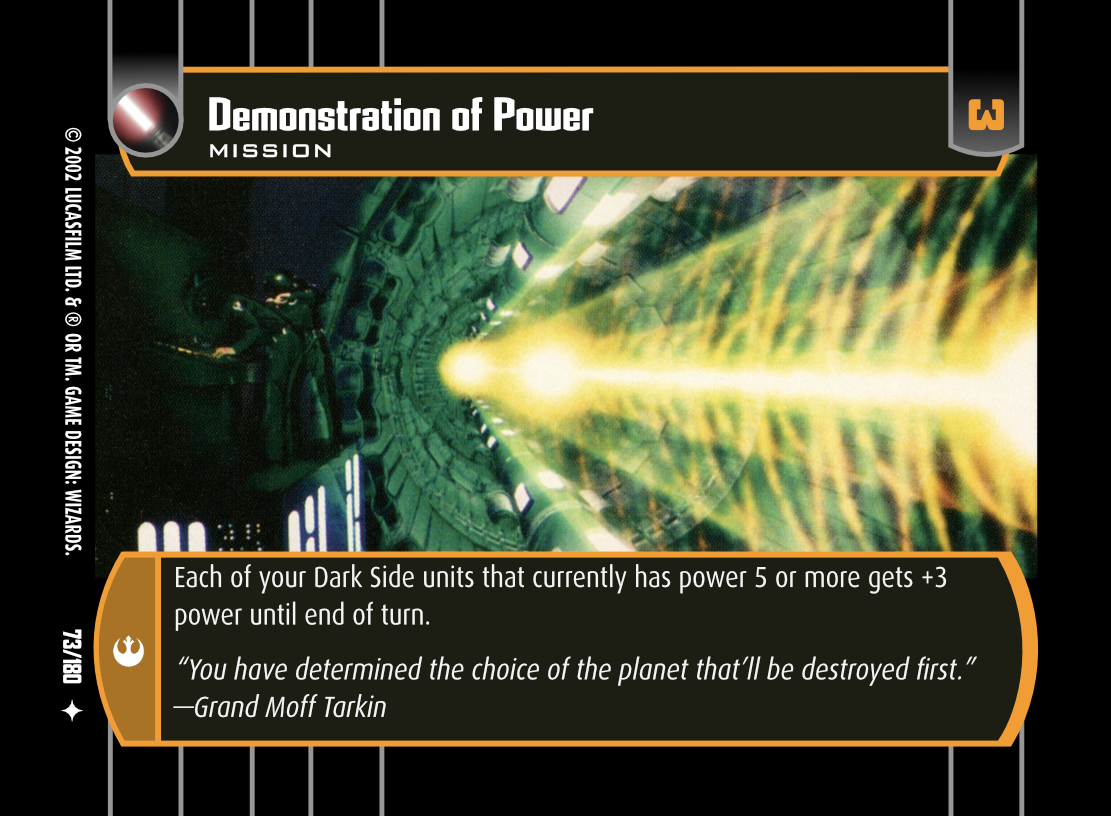 Demonstration of Power
3
MISSION
Each of your Dark Side units that currently has power 5 or more gets +3
power until end of turn.
“You have determined the choice of the planet that’ll be destroyed first.”
—Grand Moff Tarkin
© 2002 LUCASFILM LTD. & ® OR TM. GAME DESIGN: WIZARDS.
73/180